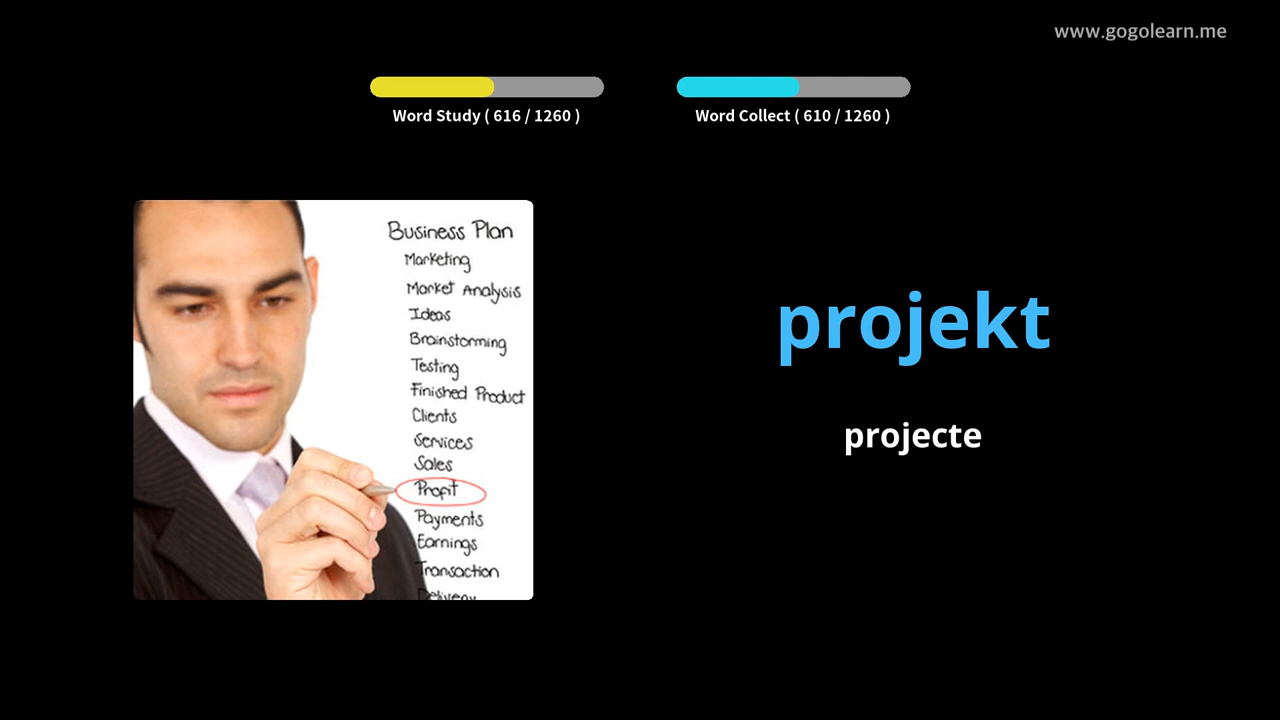 www.gogolearn.me
Word Study ( 616 / 1260 )
Word Collect ( 610 / 1260 )
Business Plan
Marketing
Market Analysis
Ideas
Brainstorming
Testing
Finished Product
Clients
Services
Sales
Profit
Payments
Earnings
Transaction
Delivery
projekt
projecte